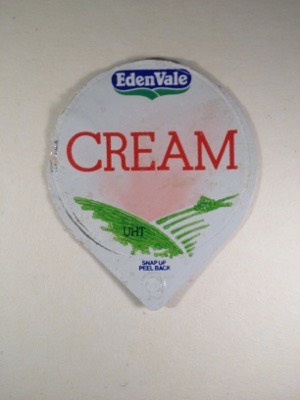 EdenVale
CREAM
UHT
SNAP UP
PEEL BACK